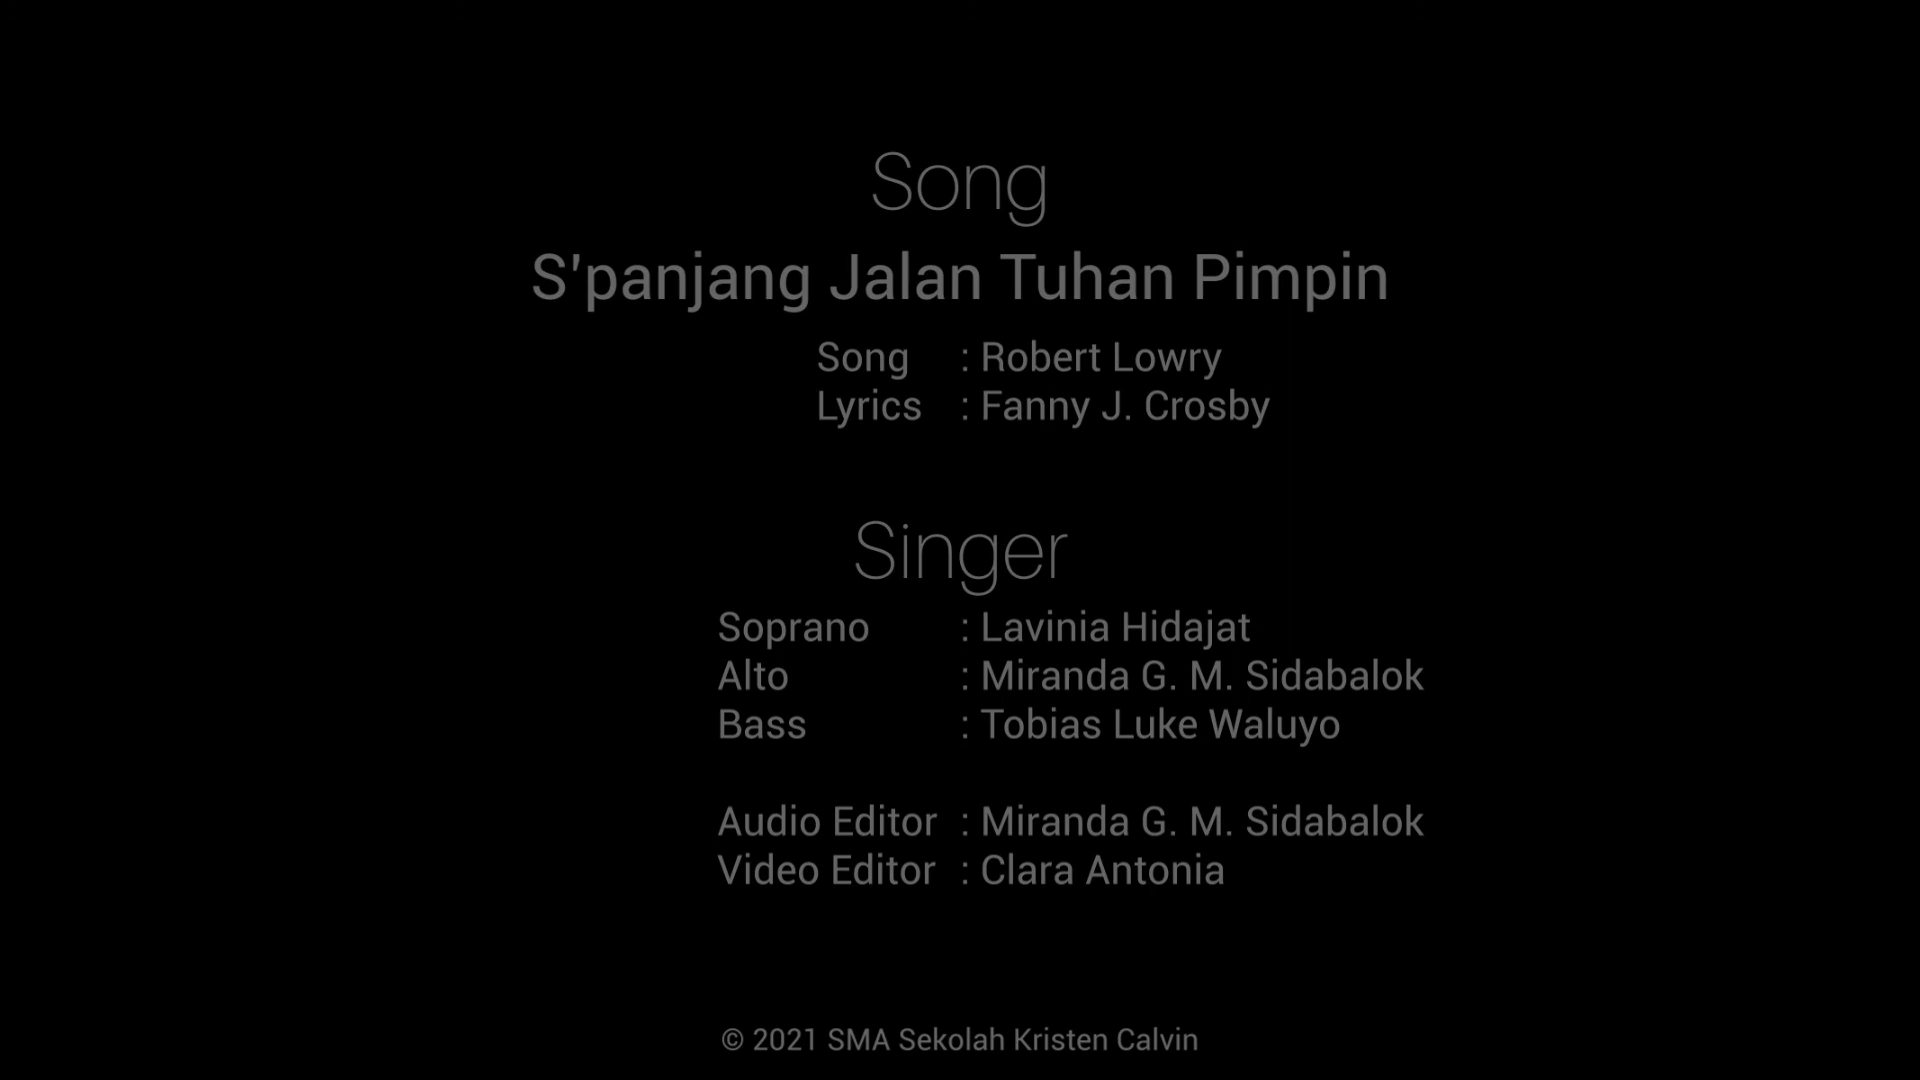 Song
S'panjang Jalan Tuhan Pimpin
Song : Robert Lowry
Lyrics : Fanny J. Crosby
Singer
Soprano : Lavinia Hidajat
Alto : Miranda G. M. Sidabalok
Bass : Tobias Luke Waluyo
Audio Editor : Miranda G. M. Sidabalok
Video Editor : Clara Antonia
© 2021 SMA Sekolah Kristen Calvin